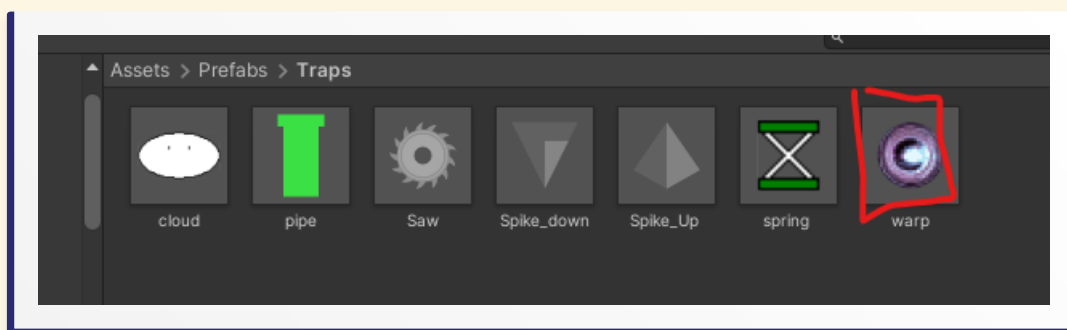 Assets > Prefabs > Traps
cloud pipe Saw Spike_down Spike_Up spring warp